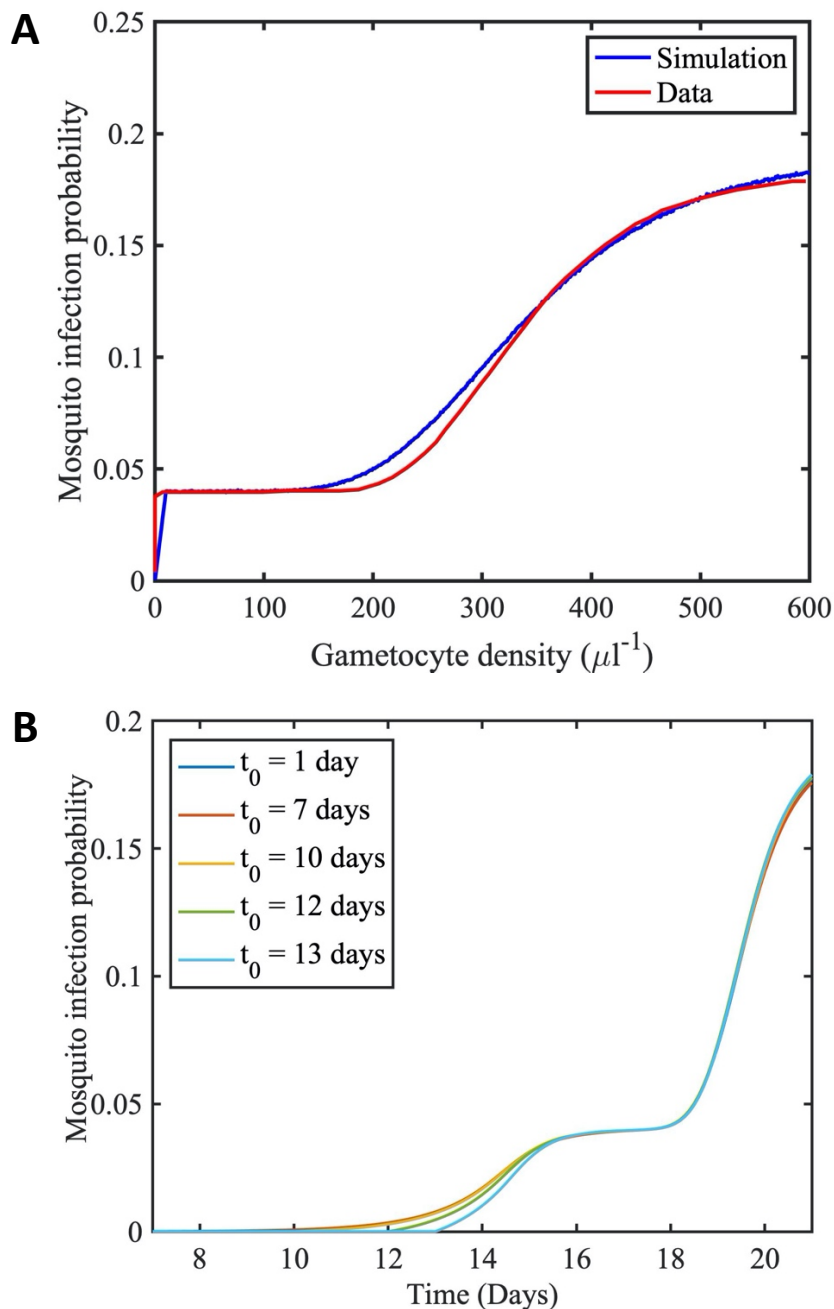 A
Mosquito infection probability
0.25
0.2
0.15
0.1
0.05
0
Simulation
Data
0 100 200 300 400 500 600
Gametocyte density (μl⁻¹)
B
Mosquito infection probability
0.2
0.15
0.1
0.05
0
t₀ = 1 day
t₀ = 7 days
t₀ = 10 days
t₀ = 12 days
t₀ = 13 days
8 10 12 14 16 18 20
Time (Days)